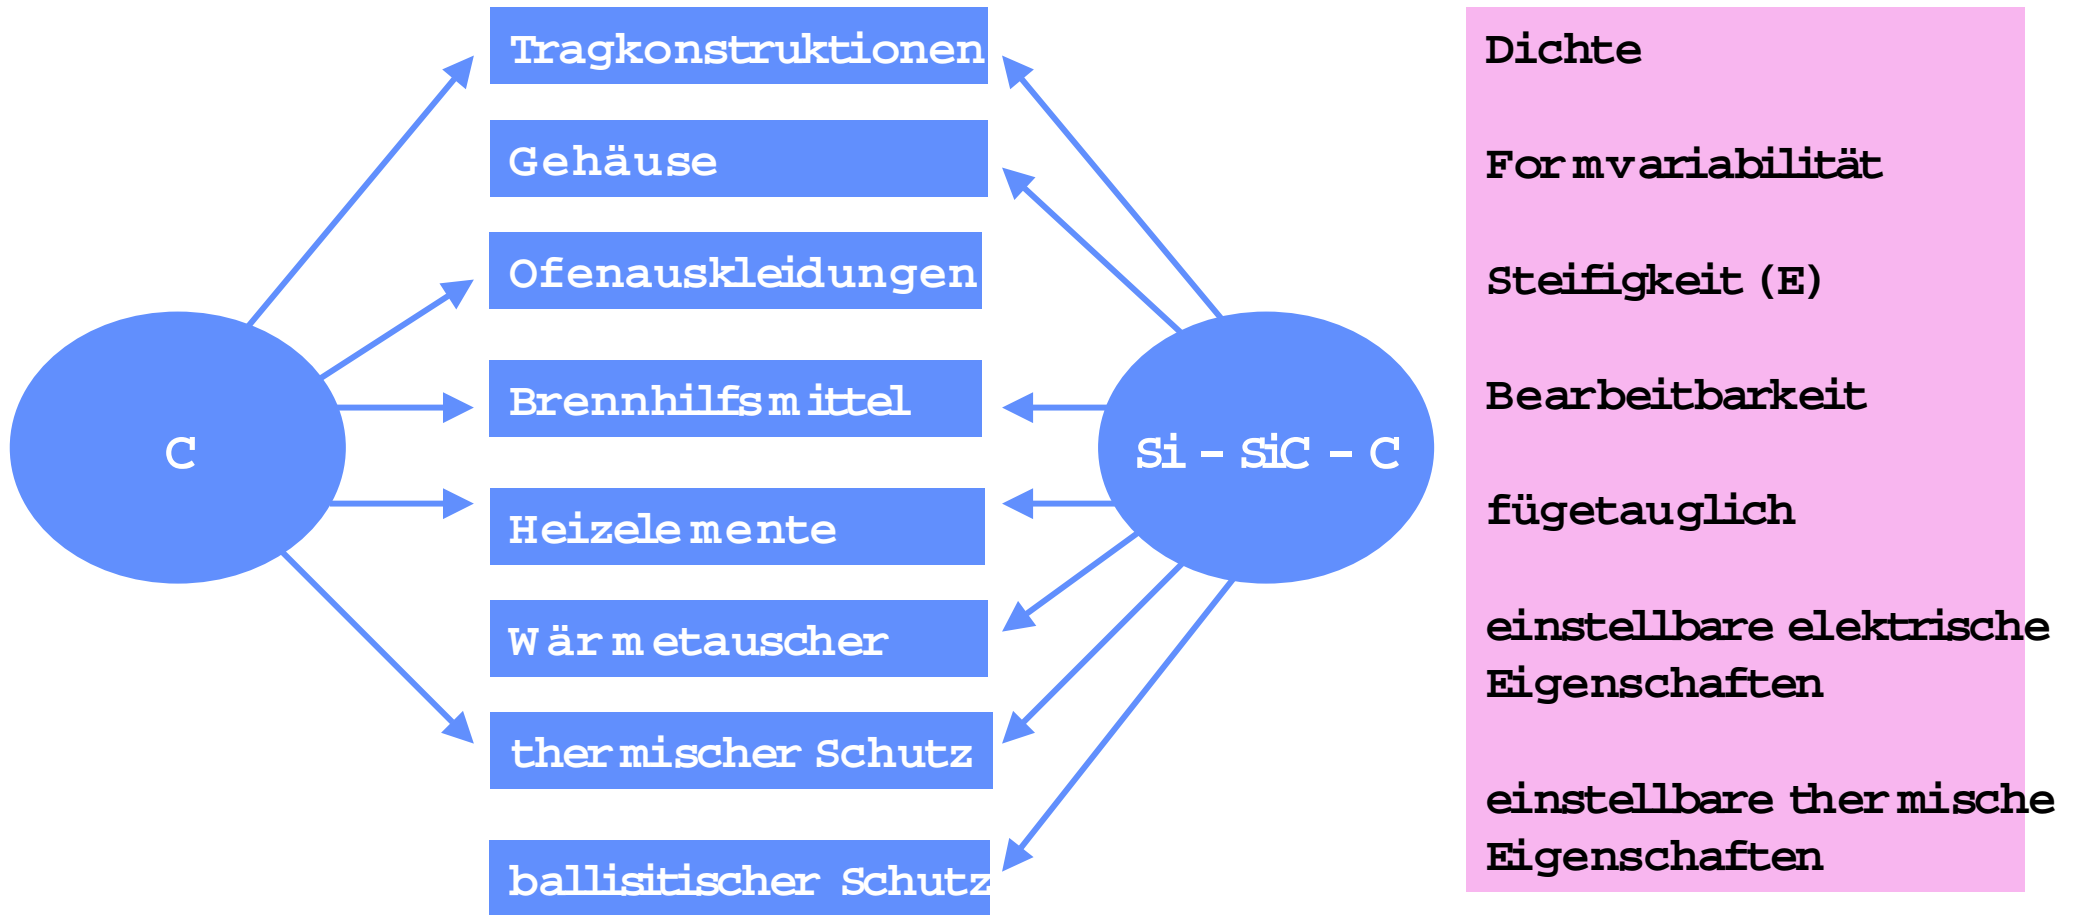 C
Tragkonstruktionen
Gehäuse
Ofenauskleidungen
Brennhilfsmittel
Heizelemente
Wärmetauscher
thermischer Schutz
ballisitischer Schutz
Si - SiC - C
Dichte
Formvariabilität
Steifigkeit (E)
Bearbeitbarkeit
fügetauglich
einstellbare elektrische
Eigenschaften
einstellbare thermische
Eigenschaften